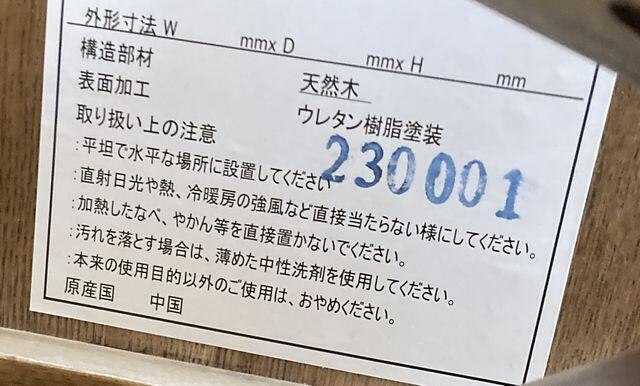 外形寸法 W mmx D mmx H mm
構造部材 天然木
表面加工 ウレタン樹脂塗装
取り扱い上の注意
230001
:平坦で水平な場所に設置してください
:直射日光や熱、冷暖房の強風など直接当たらない様にしてください。
:加熱したなべ、やかん等を直接置かないでください。
:汚れを落とす場合は、薄めた中性洗剤を使用してください。
:本来の使用目的以外のご使用は、おやめください。
原産国 中国